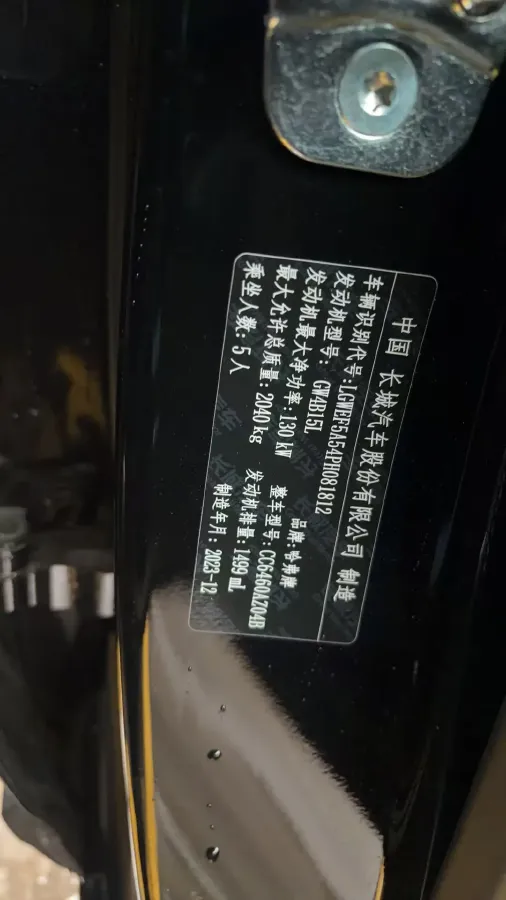 中国 长城汽车股份有限公司 制造
品牌:哈弗牌
车辆识别代号:LGWEF5A54PH081812
整车型号:CC6460AZ04B
发动机型号: GW4B15L
发动机排量:1499 mL
发动机最大净功率:130 kW
制造年月:2023-12
最大允许总质量:2040 kg
乘坐人数:5人